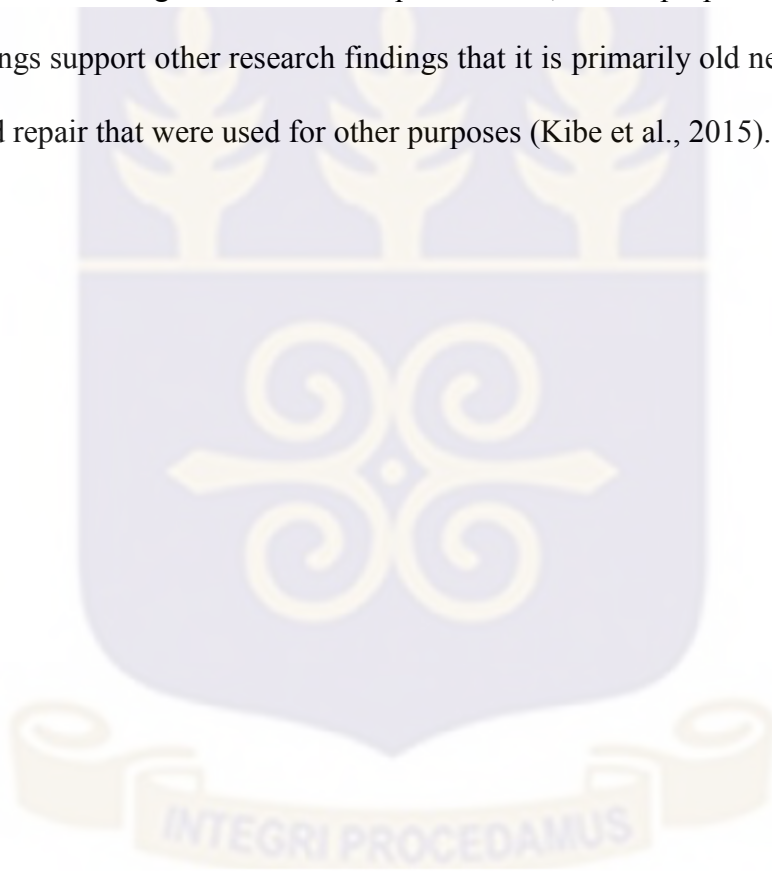 ngs support other research findings that it is primarily old ne
d repair that were used for other purposes (Kibe et al., 2015).
INTEGRI PROCEDAMUS